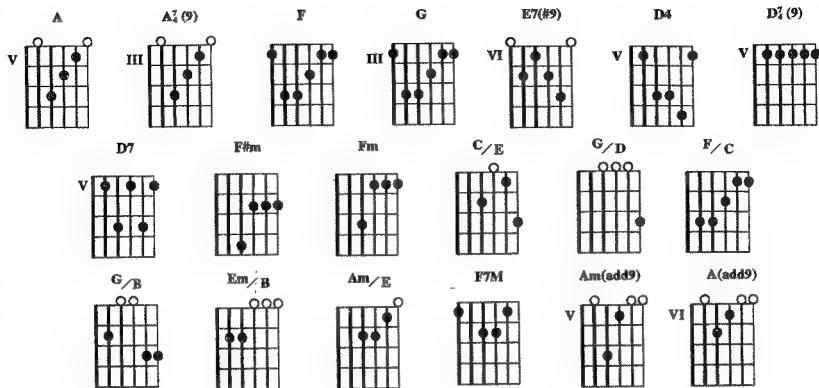 A A7/4 (9) F G E7(#9) D4 D7/4 (9)
V III III VI V V
D7 F#m Fm C/E G/D F/C
V
G/B Em/B Am/E F7M Am(add9) A(add9)
V VI